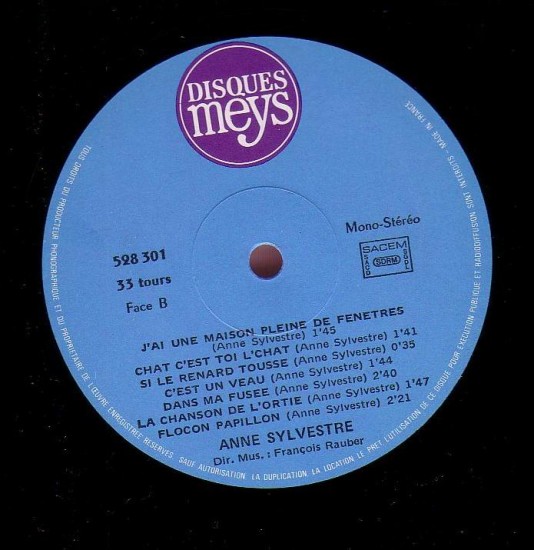 DISQUES
meys
598 301
33 tours
Face B
Mono-Stéréo
SACEM
SACD
SDRM
SGDL
J'AI UNE MAISON PLEINE DE FENETRES
(Anne Sylvestre) 1'45
CHAT C'EST TOI L'CHAT (Anne Sylvestre) 1'41
SI LE RENARD TOUSSE (Anne Sylvestre) 0'35
C'EST UN VEAU (Anne Sylvestre) 1'44
DANS MA FUSEE (Anne Sylvestre) 2'40
LA CHANSON DE L'ORTIE (Anne Sylvestre) 1'47
FLOCON PAPILLON (Anne Sylvestre) 2'21
ANNE SYLVESTRE
Dir. Mus. : François Rauber
TOUS DROITS DU PRODUCTEUR PHONOGRAPHIQUE ET DU PROPRIETAIRE DE L'ŒUVRE ENREGISTREE RESERVES. SAUF AUTORISATION LA DUPLICATION, LA LOCATION, LE PRET L'UTILISATION DE CE DISQUE POUR EXECUTION PUBLIQUE ET RADIODIFFUSION SONT INTERDITS - MADE IN FRANCE